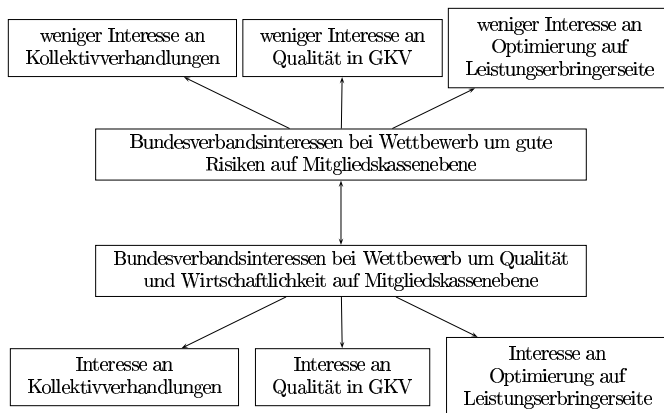 weniger Interesse an
Kollektivverhandlungen
weniger Interesse an
Qualität in GKV
weniger Interesse an
Optimierung auf
Leistungserbringerseite
Bundesverbandsinteressen bei Wettbewerb um gute
Risiken auf Mitgliedskassenebene
Bundesverbandsinteressen bei Wettbewerb um Qualität
und Wirtschaftlichkeit auf Mitgliedskassenebene
Interesse an
Kollektivverhandlungen
Interesse an
Qualität in GKV
Interesse an
Optimierung auf
Leistungserbringerseite